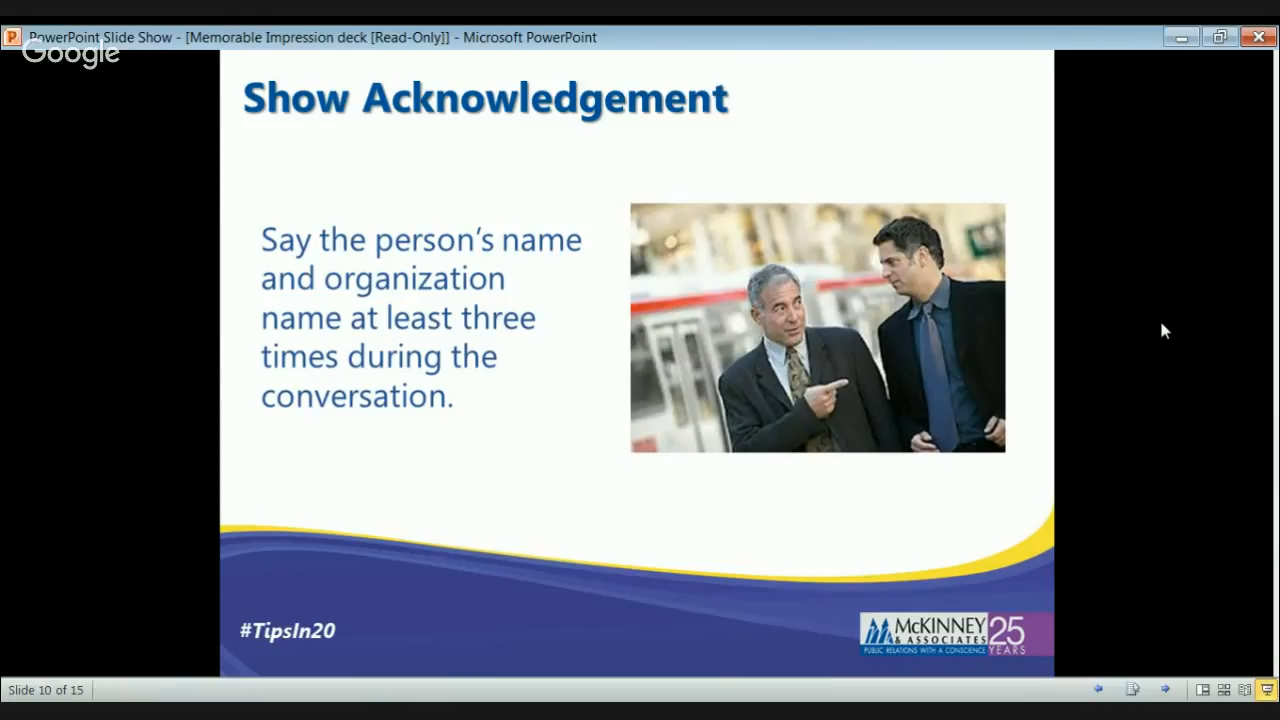 PowerPoint Slide Show - [Memorable Impression deck [Read-Only]] - Microsoft PowerPoint
Google
Show Acknowledgement
Say the person's name
and organization
name at least three
times during the
conversation.
#TipsIn20
McKINNEY
& ASSOCIATES
PUBLIC RELATIONS WITH A CONSCIENCE
25
YEARS
Slide 10 of 15